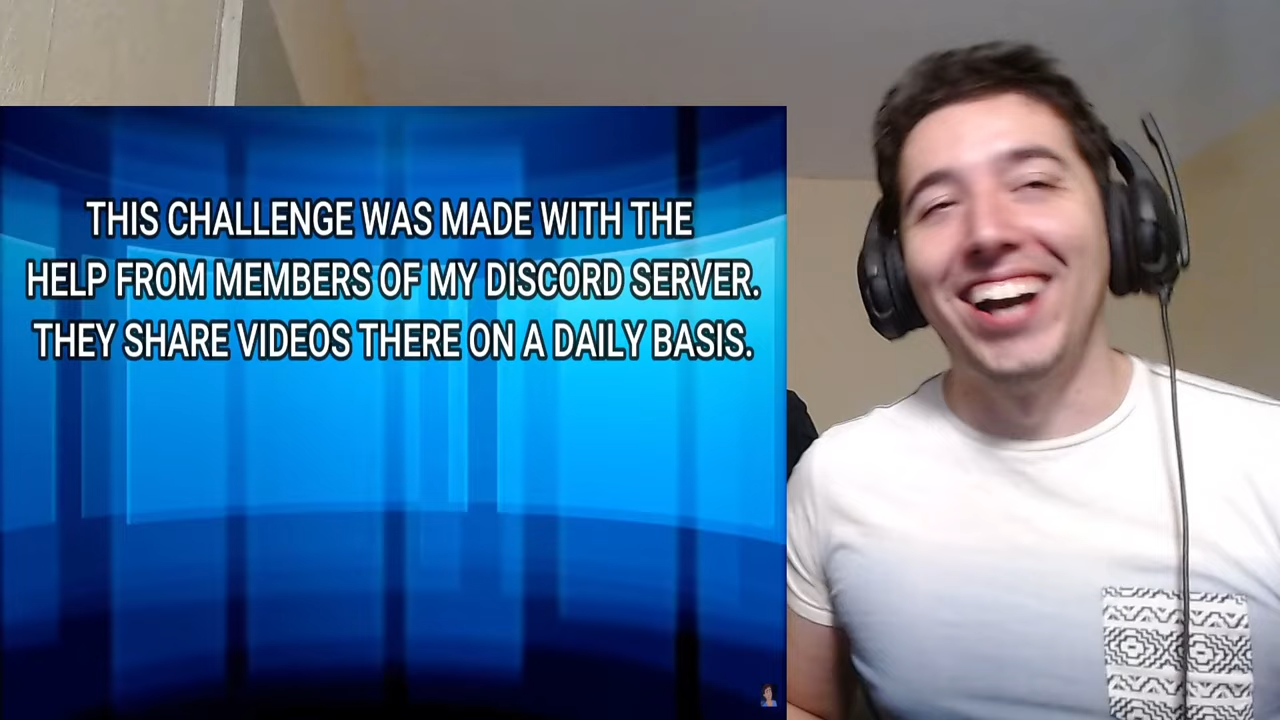 THIS CHALLENGE WAS MADE WITH THE
HELP FROM MEMBERS OF MY DISCORD SERVER.
THEY SHARE VIDEOS THERE ON A DAILY BASIS.